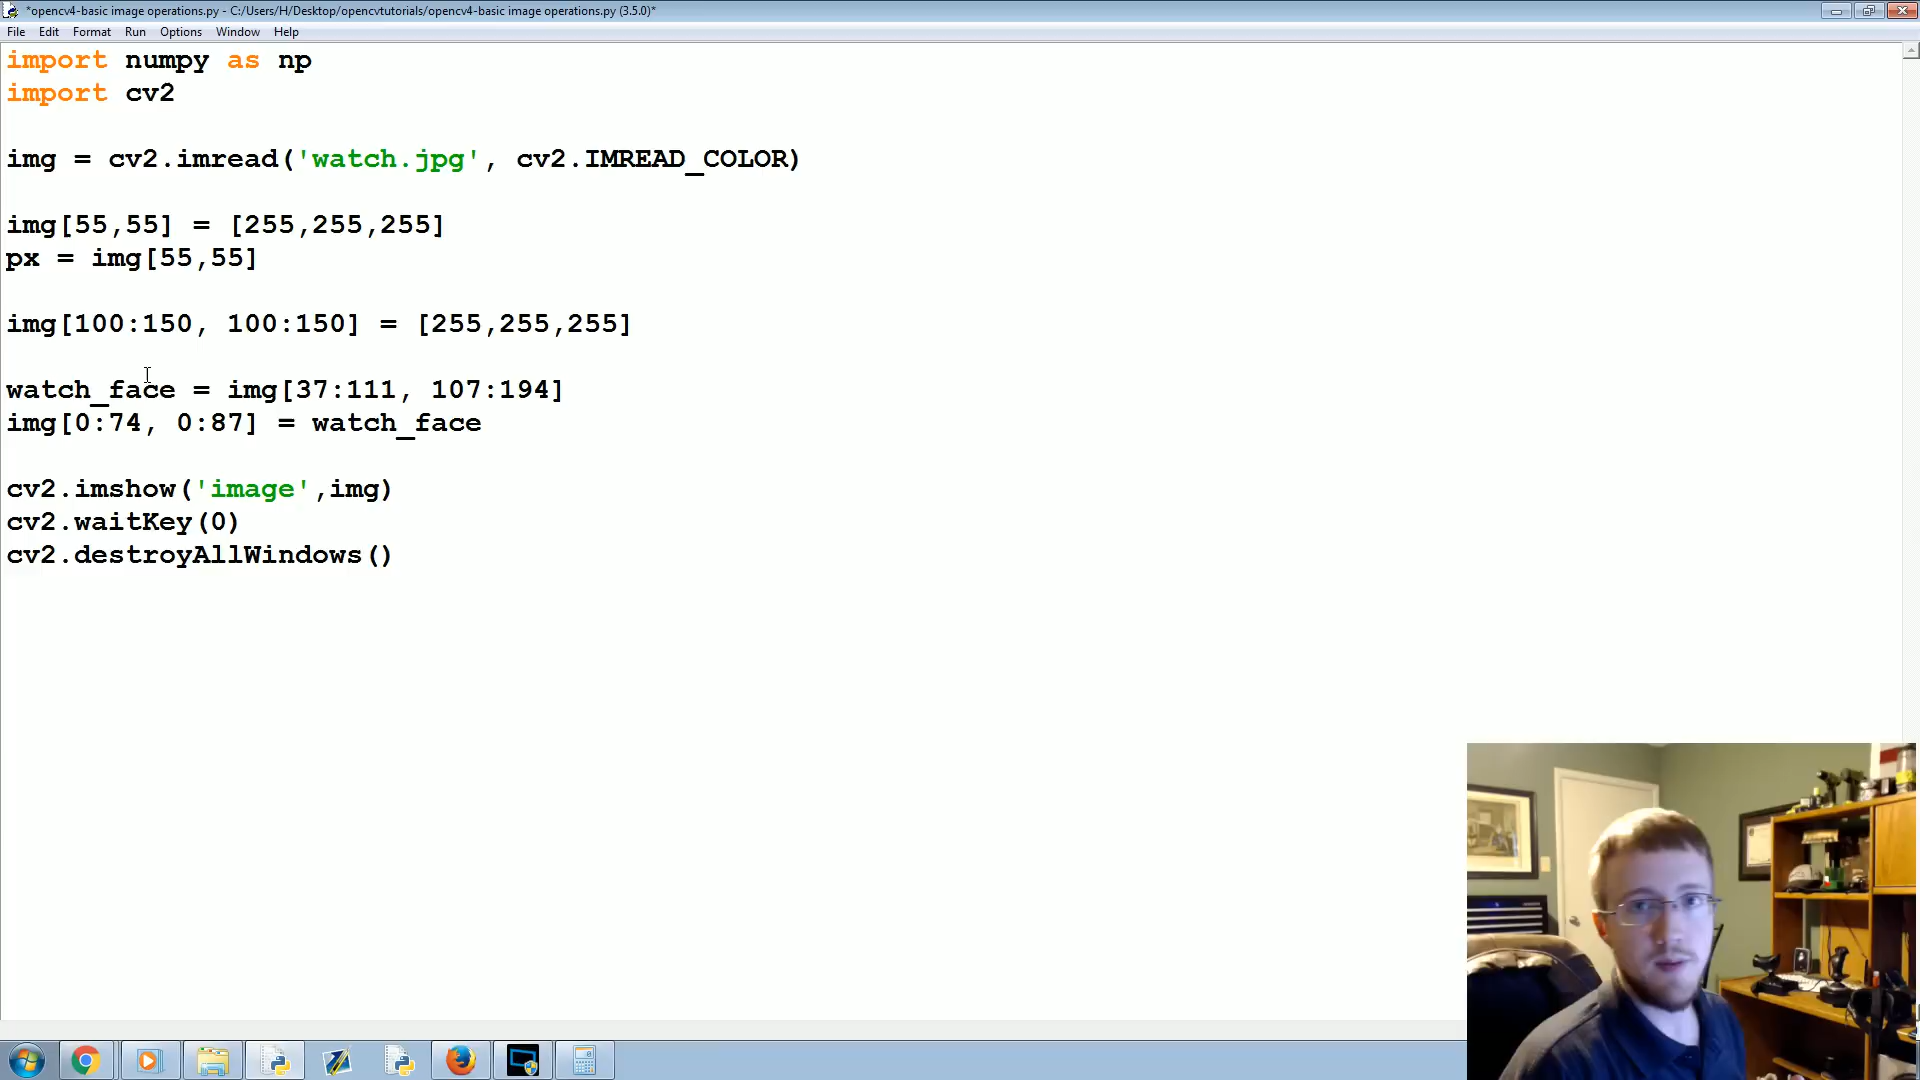 *opencv4-basic image operations.py - C:/Users/H/Desktop/opencvtutorials/opencv4-basic image operations.py (3.5.0)*
File Edit Format Run Options Window Help
import numpy as np
import cv2
img = cv2.imread('watch.jpg', cv2.IMREAD_COLOR)
img[55,55] = [255,255,255]
px = img[55,55]
img[100:150, 100:150] = [255,255,255]
watch_face = img[37:111, 107:194]
img[0:74, 0:87] = watch_face
cv2.imshow('image',img)
cv2.waitKey(0)
cv2.destroyAllWindows()